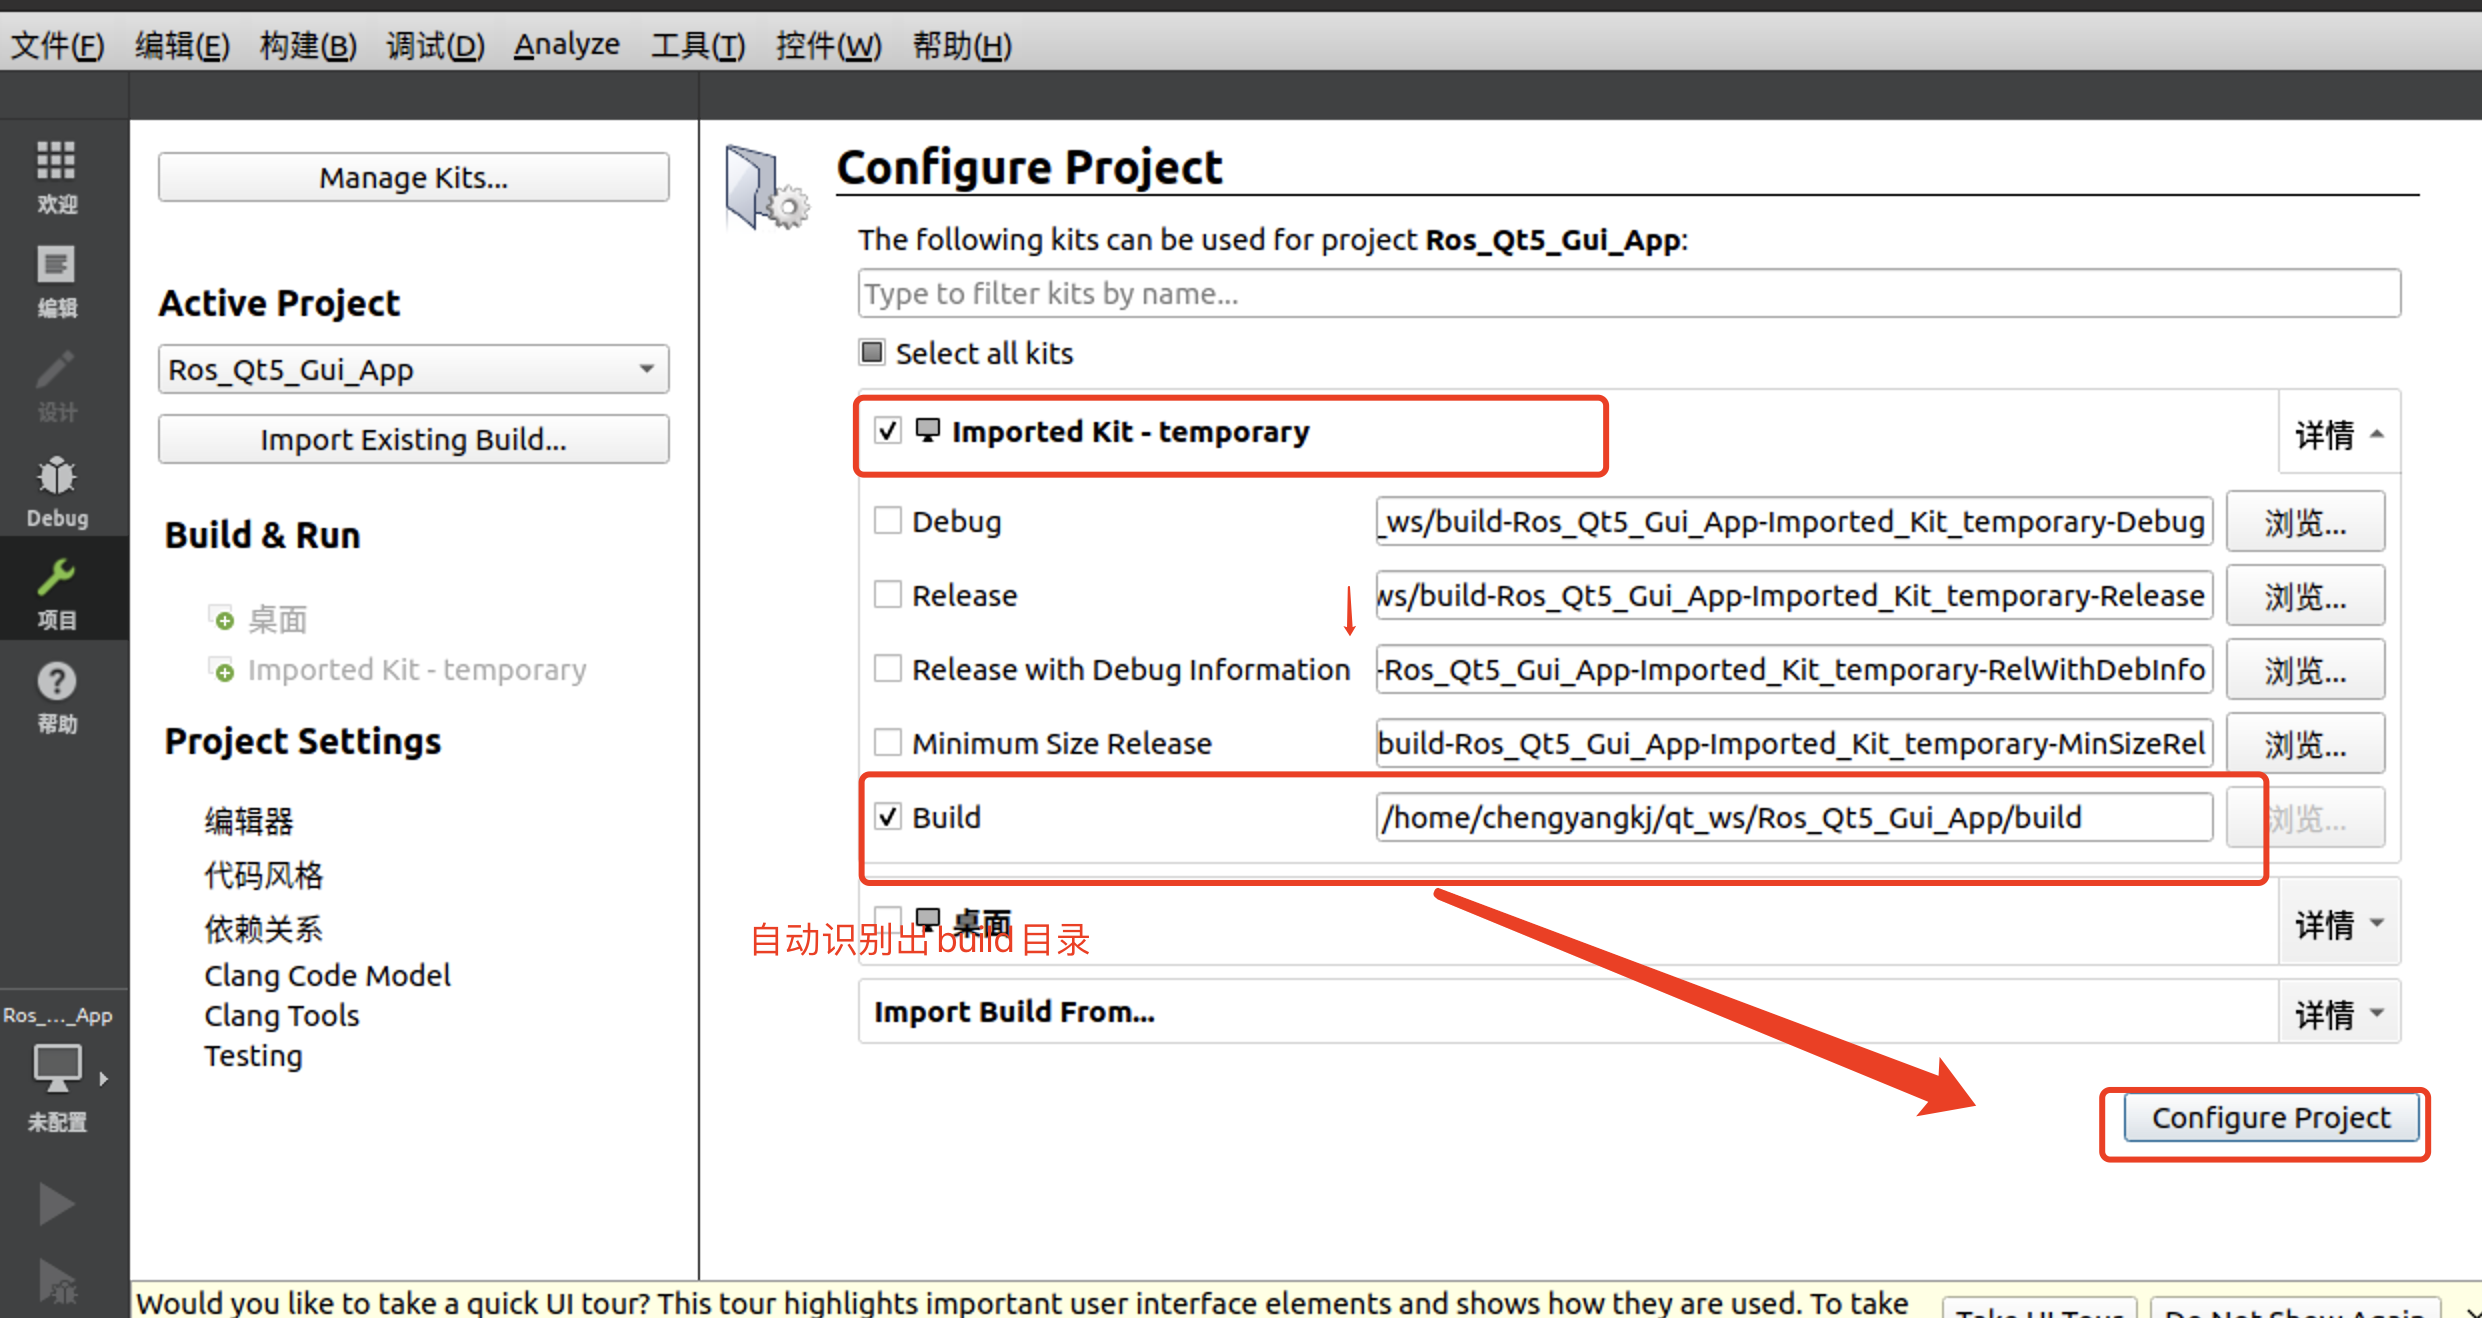 文件(F) 编辑(E) 构建(B) 调试(D) Analyze 工具(T) 控件(W) 帮助(H)
欢迎
编辑
设计
Debug
项目
帮助
Ros_..._App
未配置
Manage Kits...
Active Project
Ros_Qt5_Gui_App
Import Existing Build...
Build & Run
桌面
Imported Kit - temporary
Project Settings
编辑器
代码风格
依赖关系
Clang Code Model
Clang Tools
Testing
Configure Project
The following kits can be used for project Ros_Qt5_Gui_App:
Type to filter kits by name...
Select all kits
Imported Kit - temporary 详情
Debug _ws/build-Ros_Qt5_Gui_App-Imported_Kit_temporary-Debug 浏览...
Release ws/build-Ros_Qt5_Gui_App-Imported_Kit_temporary-Release 浏览...
Release with Debug Information -Ros_Qt5_Gui_App-Imported_Kit_temporary-RelWithDebInfo 浏览...
Minimum Size Release build-Ros_Qt5_Gui_App-Imported_Kit_temporary-MinSizeRel 浏览...
Build /home/chengyangkj/qt_ws/Ros_Qt5_Gui_App/build 浏览...
桌面 详情
自动识别出build目录
Import Build From... 详情
Configure Project
Would you like to take a quick UI tour? This tour highlights important user interface elements and shows how they are used. To take
Take UI Tour Do Not Show Again